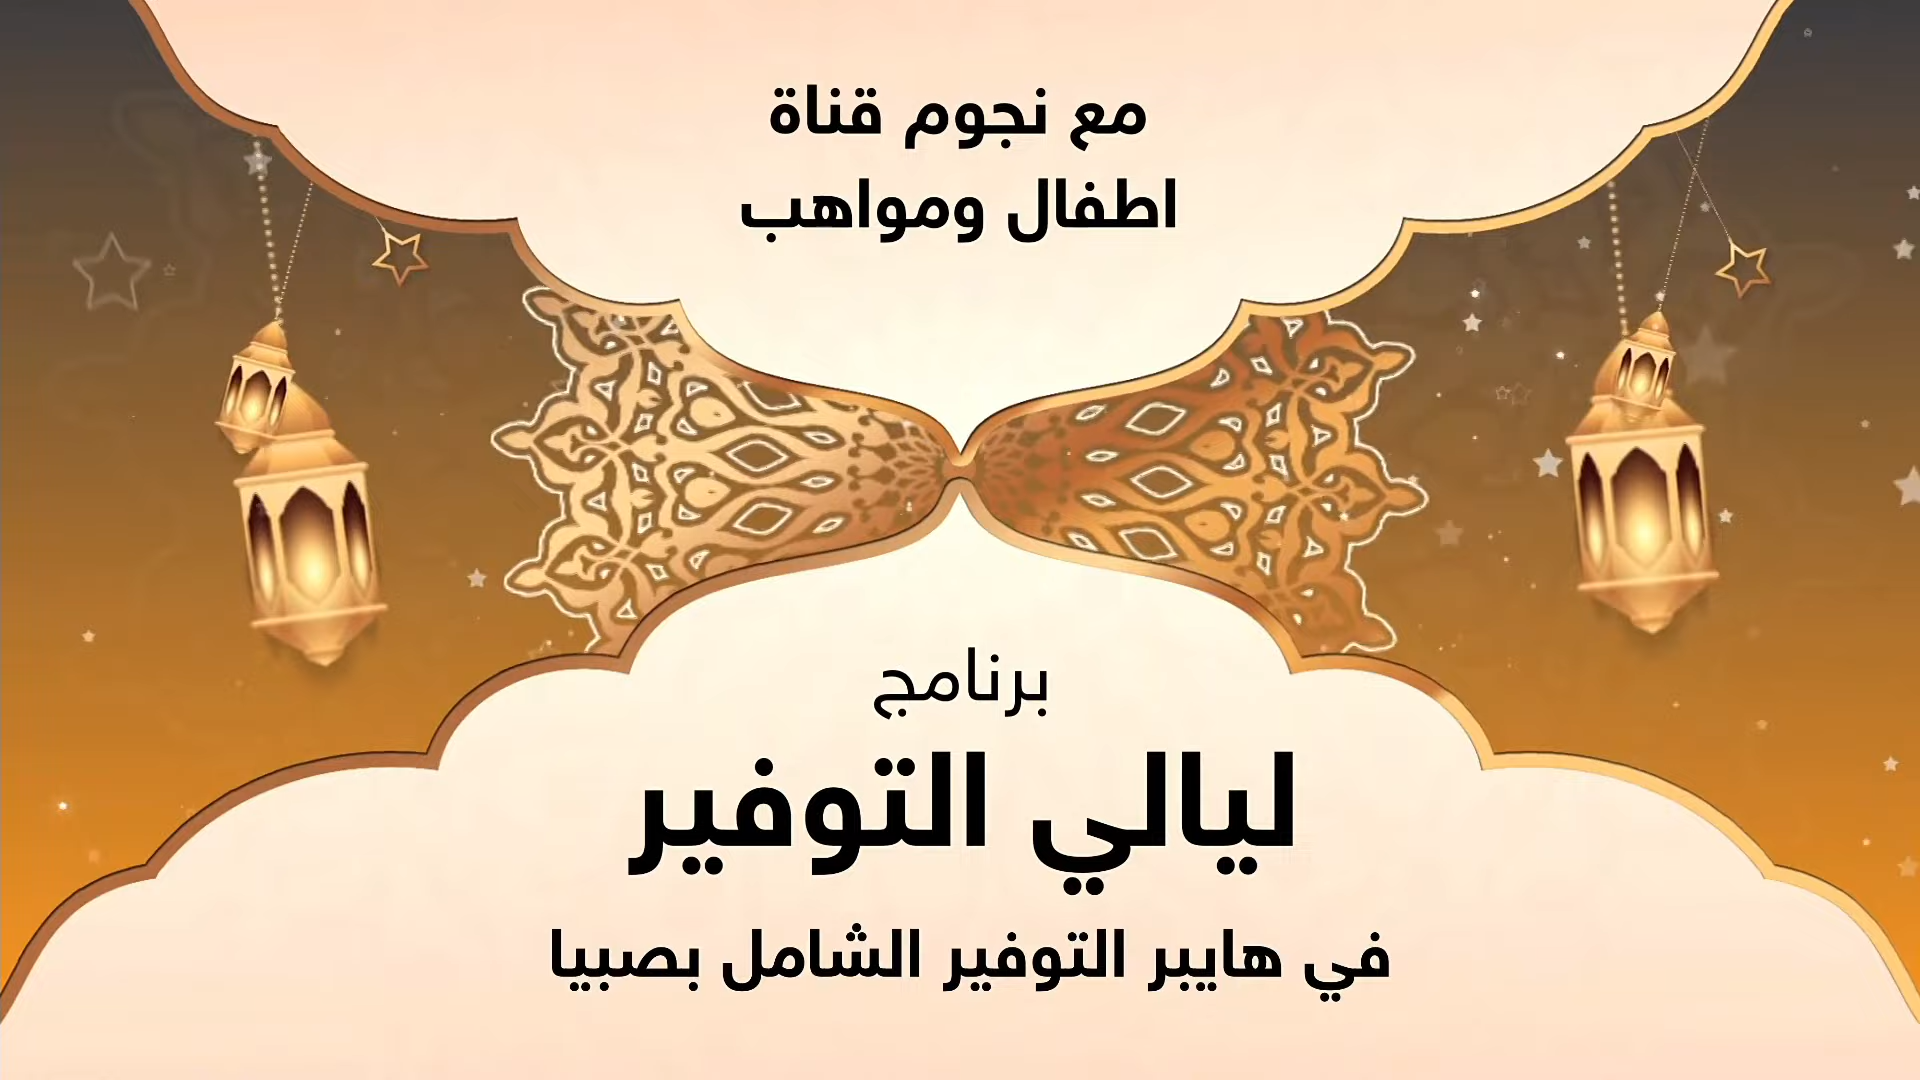 مع نجوم قناة
اطفال ومواهب
برنامج
ليالي التوفير
في هايبر التوفير الشامل بصبيا